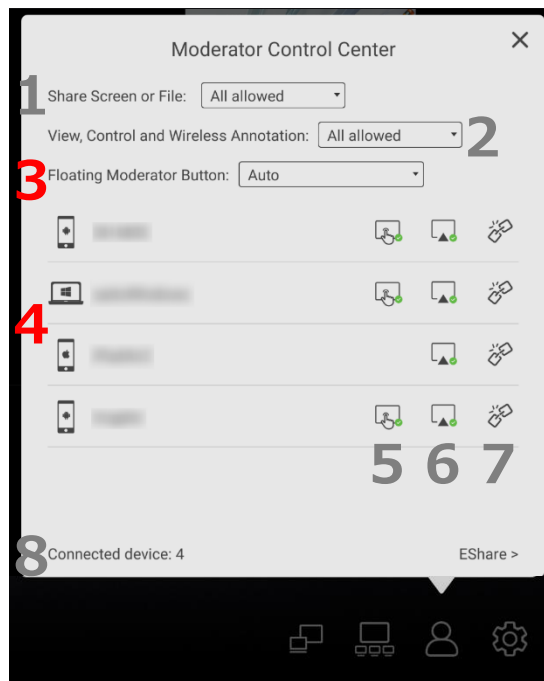 Moderator Control Center
1 Share Screen or File: All allowed
View, Control and Wireless Annotation: All allowed 2
3 Floating Moderator Button: Auto
4
5 6 7
8 Connected device: 4 EShare >